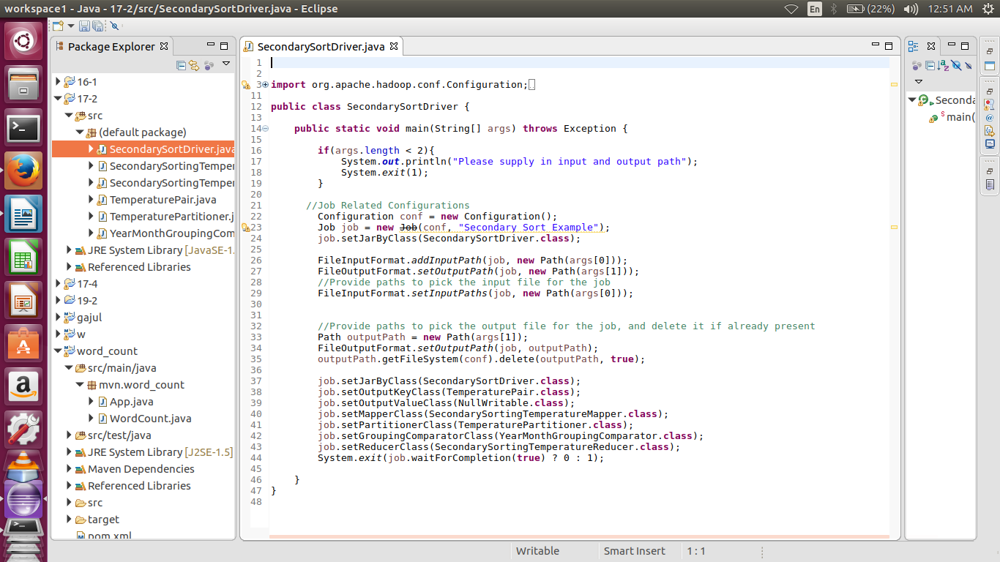 workspace1 - Java - 17-2/src/SecondarySortDriver.java - Eclipse
En
(22%)
12:51 AM
Package Explorer
16-1
17-2
src
(default package)
SecondarySortDriver.java
SecondarySortingTemper
SecondarySortingTemper
TemperaturePair.java
TemperaturePartitioner.j
YearMonthGroupingCom
JRE System Library [JavaSE-1.
Referenced Libraries
17-4
19-2
gajul
w
word_count
src/main/java
mvn.word_count
App.java
WordCount.java
src/test/java
JRE System Library [J2SE-1.5]
Maven Dependencies
Referenced Libraries
src
target
pom.xml
SecondarySortDriver.java
1
2
3 import org.apache.hadoop.conf.Configuration;
11
12 public class SecondarySortDriver {
13
14 public static void main(String[] args) throws Exception {
15
16 if(args.length < 2){
17 System.out.println("Please supply in input and output path");
18 System.exit(1);
19 }
20
21 //Job Related Configurations
22 Configuration conf = new Configuration();
23 Job job = new Job(conf, "Secondary Sort Example");
24 job.setJarByClass(SecondarySortDriver.class);
25
26 FileInputFormat.addInputPath(job, new Path(args[0]));
27 FileOutputFormat.setOutputPath(job, new Path(args[1]));
28 //Provide paths to pick the input file for the job
29 FileInputFormat.setInputPaths(job, new Path(args[0]));
30
31
32 //Provide paths to pick the output file for the job, and delete it if already present
33 Path outputPath = new Path(args[1]);
34 FileOutputFormat.setOutputPath(job, outputPath);
35 outputPath.getFileSystem(conf).delete(outputPath, true);
36
37 job.setJarByClass(SecondarySortDriver.class);
38 job.setOutputKeyClass(TemperaturePair.class);
39 job.setOutputValueClass(NullWritable.class);
40 job.setMapperClass(SecondarySortingTemperatureMapper.class);
41 job.setPartitionerClass(TemperaturePartitioner.class);
42 job.setGroupingComparatorClass(YearMonthGroupingComparator.class);
43 job.setReducerClass(SecondarySortingTemperatureReducer.class);
44 System.exit(job.waitForCompletion(true) ? 0 : 1);
45
46 }
47 }
48
Seconda
main(
Writable
Smart Insert
1 : 1